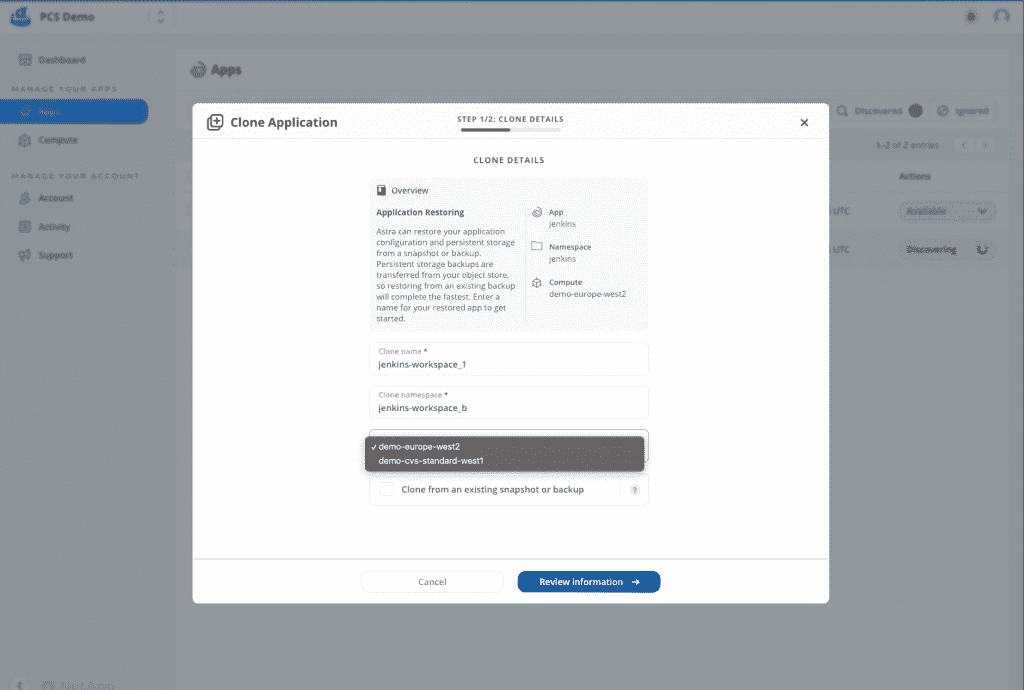 PCS Demo
Dashboard
MANAGE YOUR APPS
Apps
Compute
MANAGE YOUR ACCOUNT
Account
Activity
Support
Apps
Discovered
Ignored
1-2 of 2 entries
Actions
UTC
Available
UTC
Discovering
Clone Application
STEP 1/2: CLONE DETAILS
CLONE DETAILS
Overview
Application Restoring
Astra can restore your application
configuration and persistent storage
from a snapshot or backup.
Persistent storage backups are
transferred from your object store,
so restoring from an existing backup
will complete the fastest. Enter a
name for your restored app to get
started.
App
jenkins
Namespace
jenkins
Compute
demo-europe-west2
Clone name *
jenkins-workspace_1
Clone namespace *
jenkins-workspace_b
✓ demo-europe-west2
demo-cvs-standard-west1
Clone from an existing snapshot or backup
?
Cancel
Review information →
NetApp